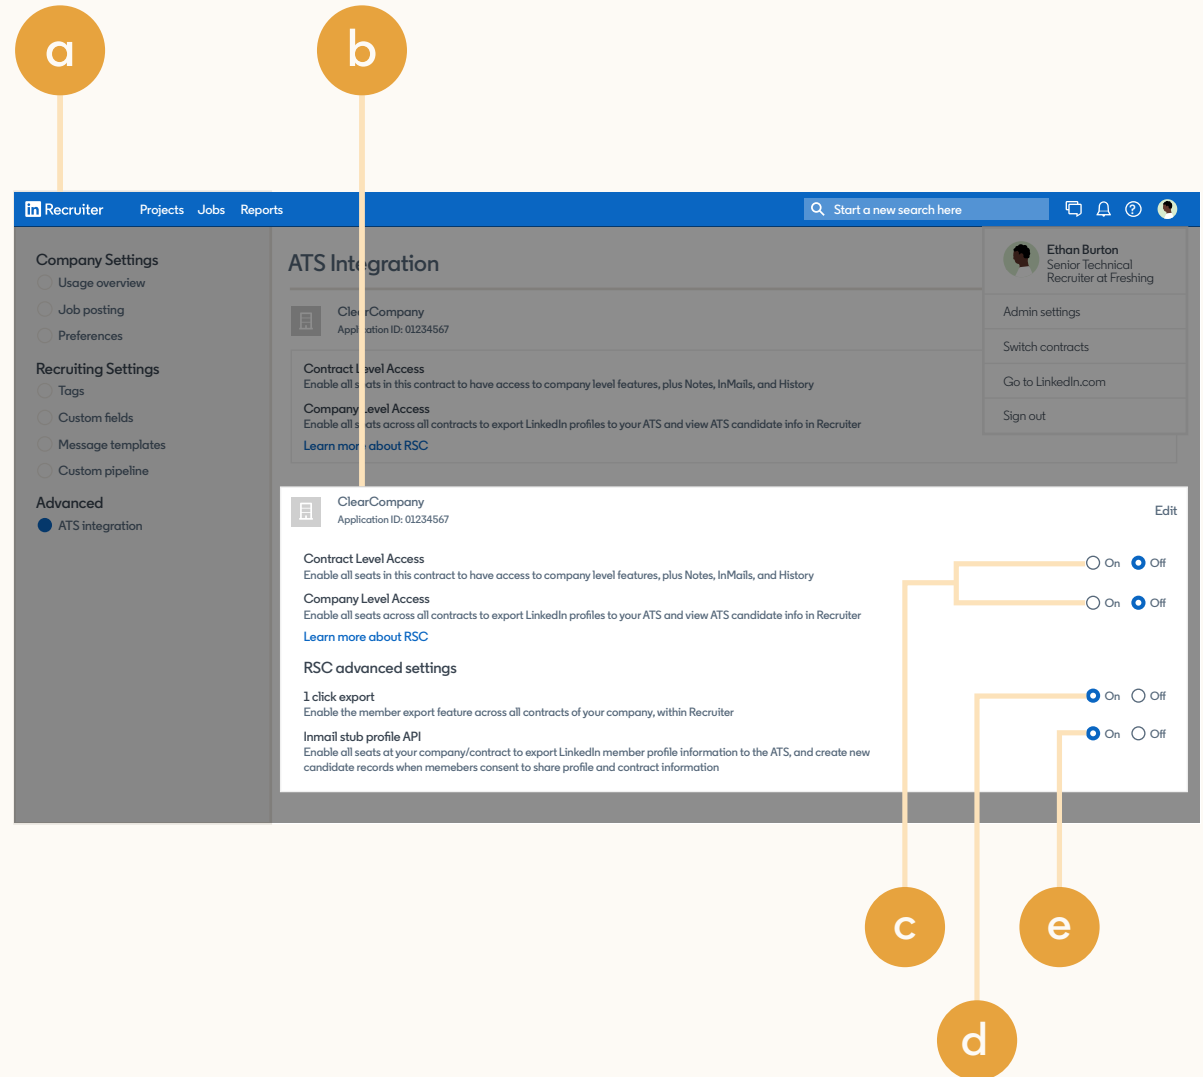 a
b
in Recruiter Projects Jobs Reports Start a new search here
Company Settings
Usage overview
Job posting
Preferences
Recruiting Settings
Tags
Custom fields
Message templates
Custom pipeline
Advanced
ATS integration
ATS Integration
ClearCompany
Application ID: 01234567
Contract Level Access
Enable all seats in this contract to have access to company level features, plus Notes, InMails, and History
Company Level Access
Enable all seats across all contracts to export LinkedIn profiles to your ATS and view ATS candidate info in Recruiter
Learn more about RSC
Ethan Burton
Senior Technical
Recruiter at Freshing
Admin settings
Switch contracts
Go to LinkedIn.com
Sign out
ClearCompany
Application ID: 01234567
Edit
Contract Level Access
Enable all seats in this contract to have access to company level features, plus Notes, InMails, and History
On Off
Company Level Access
Enable all seats across all contracts to export LinkedIn profiles to your ATS and view ATS candidate info in Recruiter
On Off
Learn more about RSC
RSC advanced settings
1 click export
Enable the member export feature across all contracts of your company, within Recruiter
On Off
Inmail stub profile API
Enable all seats at your company/contract to export LinkedIn member profile information to the ATS, and create new
candidate records when memebers consent to share profile and contract information
On Off
c
e
d